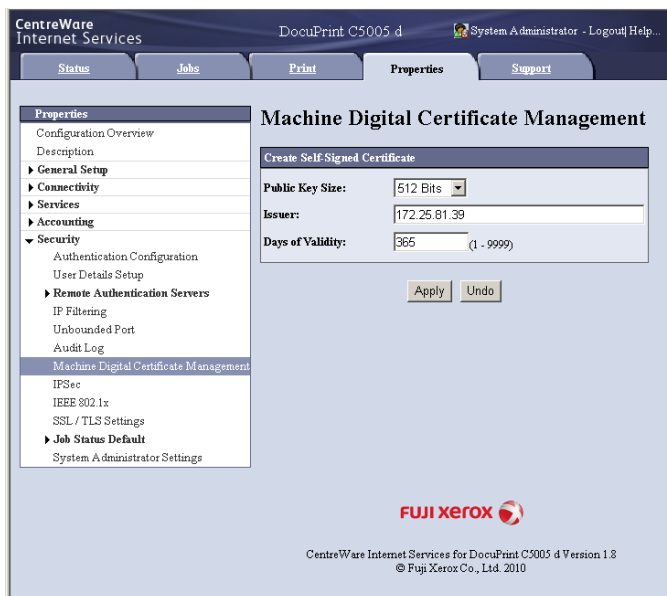 CentreWare
Internet Services
DocuPrint C5005 d
System Administrator - Logout| Help...
Status
Jobs
Print
Properties
Support
Properties
Configuration Overview
Description
General Setup
Connectivity
Services
Accounting
Security
Authentication Configuration
User Details Setup
Remote Authentication Servers
IP Filtering
Unbounded Port
Audit Log
Machine Digital Certificate Management
IPSec
IEEE 802.1x
SSL / TLS Settings
Job Status Default
System Administrator Settings
Machine Digital Certificate Management
Create Self-Signed Certificate
Public Key Size: 512 Bits
Issuer: 172.25.81.39
Days of Validity: 365 (1 - 9999)
Apply Undo
FUJI xerox
CentreWare Internet Services for DocuPrint C5005 d Version 1.8
© Fuji Xerox Co., Ltd. 2010